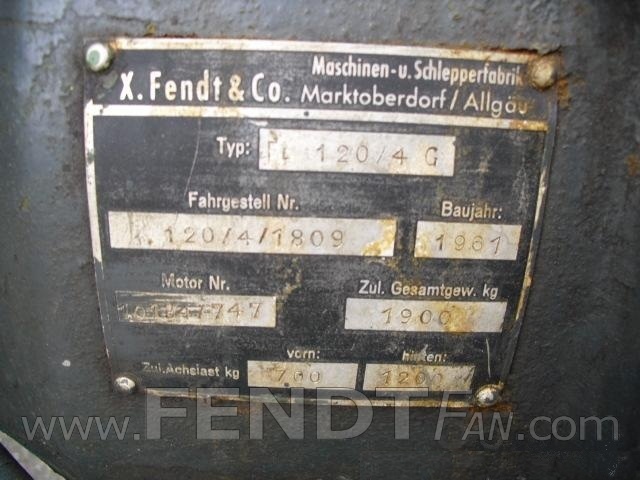 Maschinen-u. Schlepperfabrik
X. Fendt & Co. Marktoberdorf/Allgäu
Typ: FL 120/4 G
Fahrgestell Nr. Baujahr:
120/4/1809 1961
Motor Nr. Zul. Gesamtgew. kg
1900
vorn: hinten:
Zul. Achslast kg 700 1200
www.FENDTFAN.com